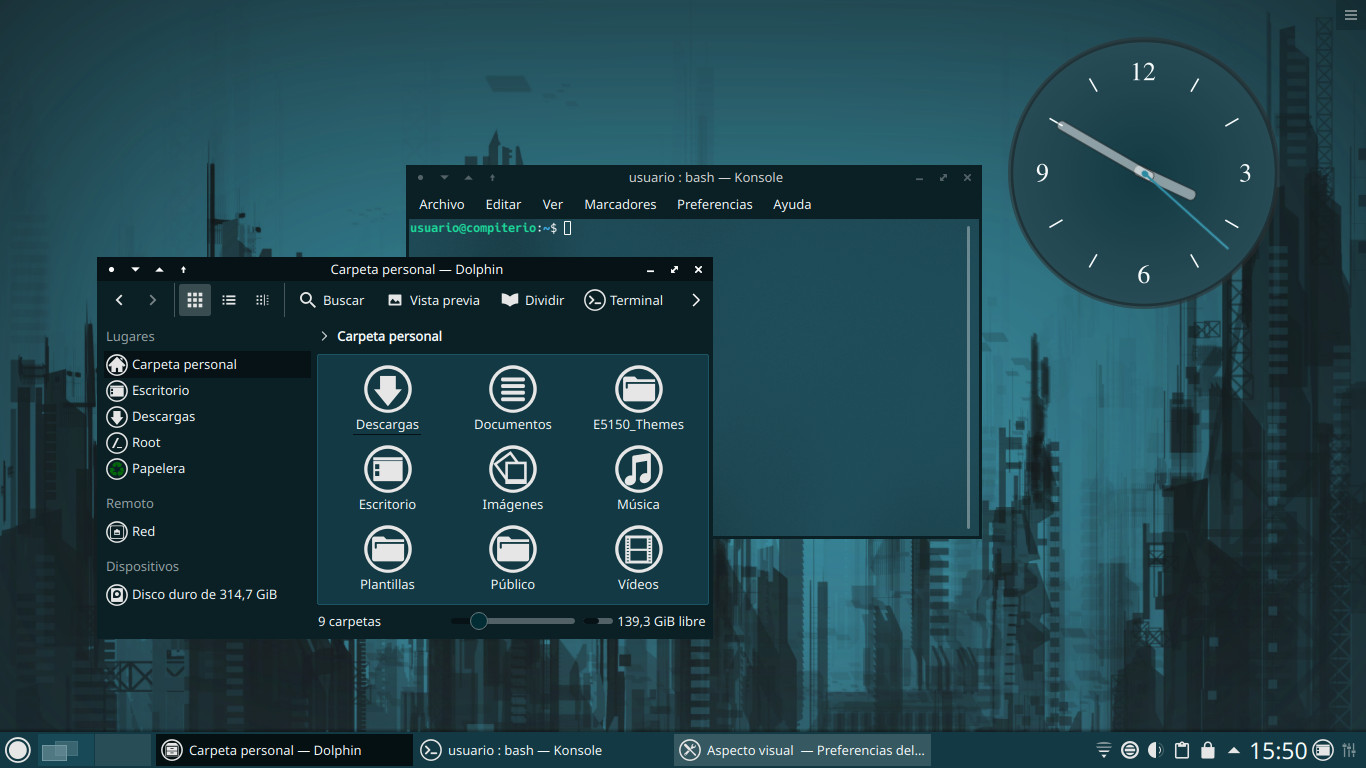 12
3
6
9
usuario : bash — Konsole
Archivo Editar Ver Marcadores Preferencias Ayuda
usuario@compiterio:~$
Carpeta personal — Dolphin
Buscar Vista previa Dividir Terminal
Lugares
Carpeta personal
Escritorio
Descargas
Root
Papelera
Remoto
Red
Dispositivos
Disco duro de 314,7 GiB
Carpeta personal
Descargas Documentos E5150_Themes
Escritorio Imágenes Música
Plantillas Público Vídeos
9 carpetas 139,3 GiB libre
Carpeta personal — Dolphin usuario : bash — Konsole Aspecto visual — Preferencias del... 15:50